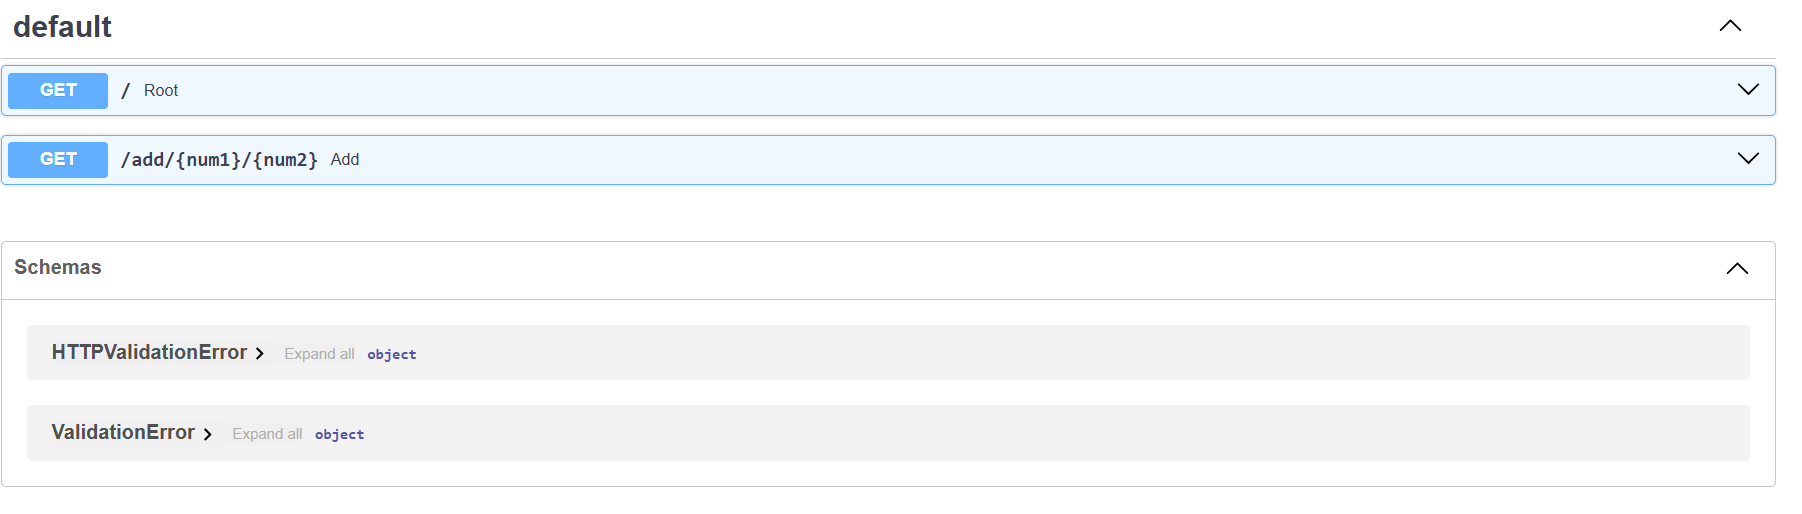 default
GET / Root
GET /add/{num1}/{num2} Add
Schemas
HTTPValidationError Expand all object
ValidationError Expand all object